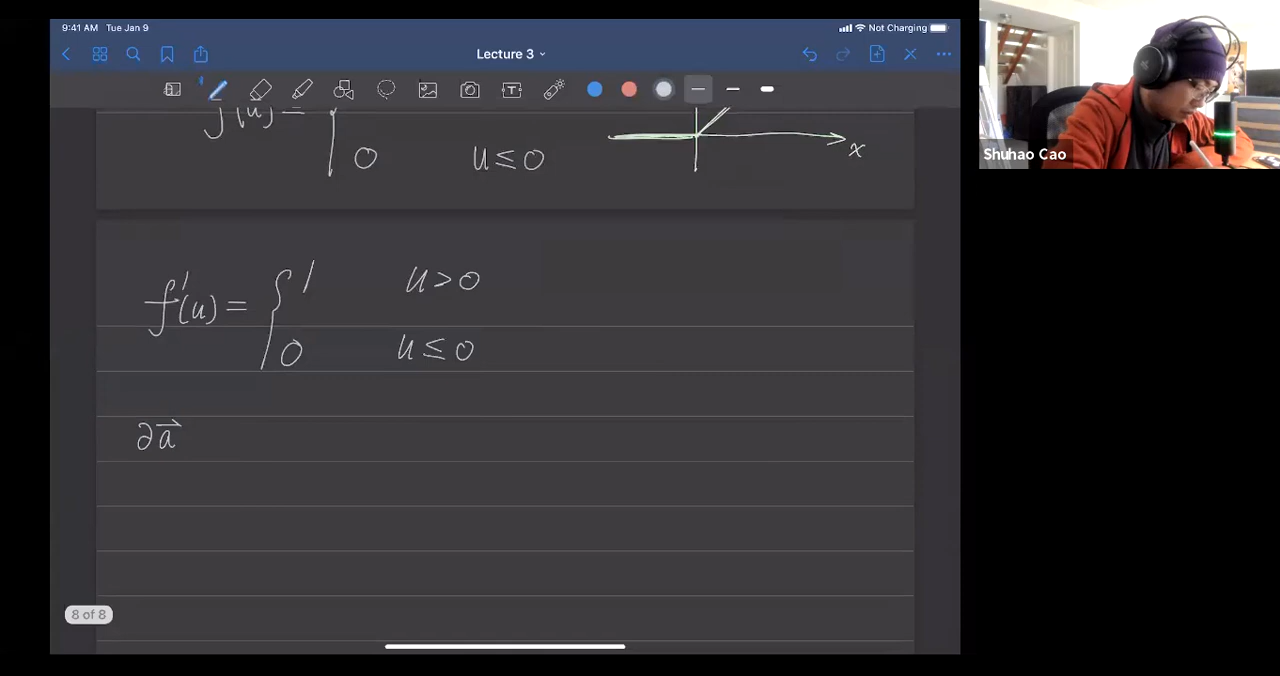 9:41 AM Tue Jan 9
Not Charging
Lecture 3
T
f(u) =
0 u ≤ 0
x
f'(u) = { 1 u > 0
0 u ≤ 0
∂a⃗
8 of 8
Shuhao Cao